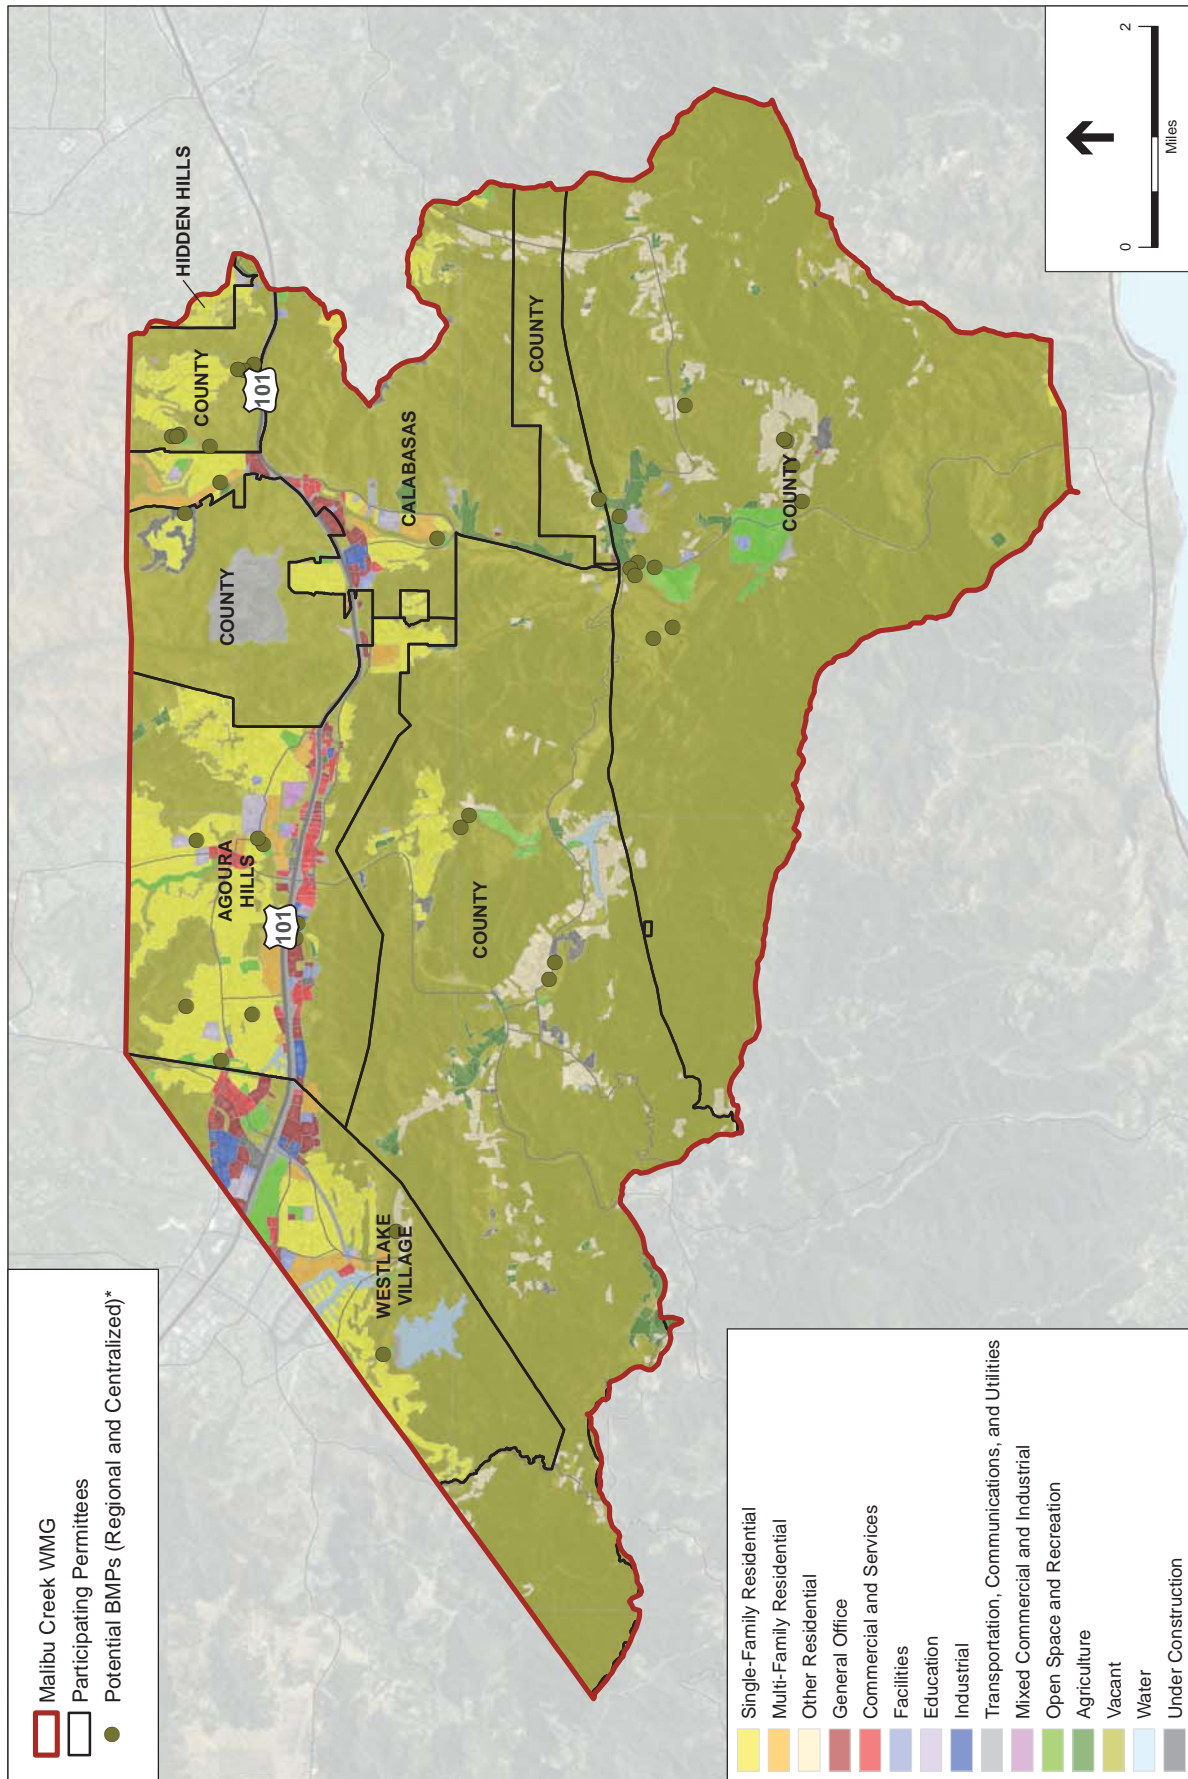 Malibu Creek WMG
Participating Permittees
Potential BMPs (Regional and Centralized)*
HIDDEN HILLS
COUNTY
101
COUNTY
CALABASAS
COUNTY
COUNTY
AGOURA
HILLS
101
COUNTY
WESTLAKE
VILLAGE
0
2
Miles
Single-Family Residential
Multi-Family Residential
Other Residential
General Office
Commercial and Services
Facilities
Education
Industrial
Transportation, Communications, and Utilities
Mixed Commercial and Industrial
Open Space and Recreation
Agriculture
Vacant
Water
Under Construction